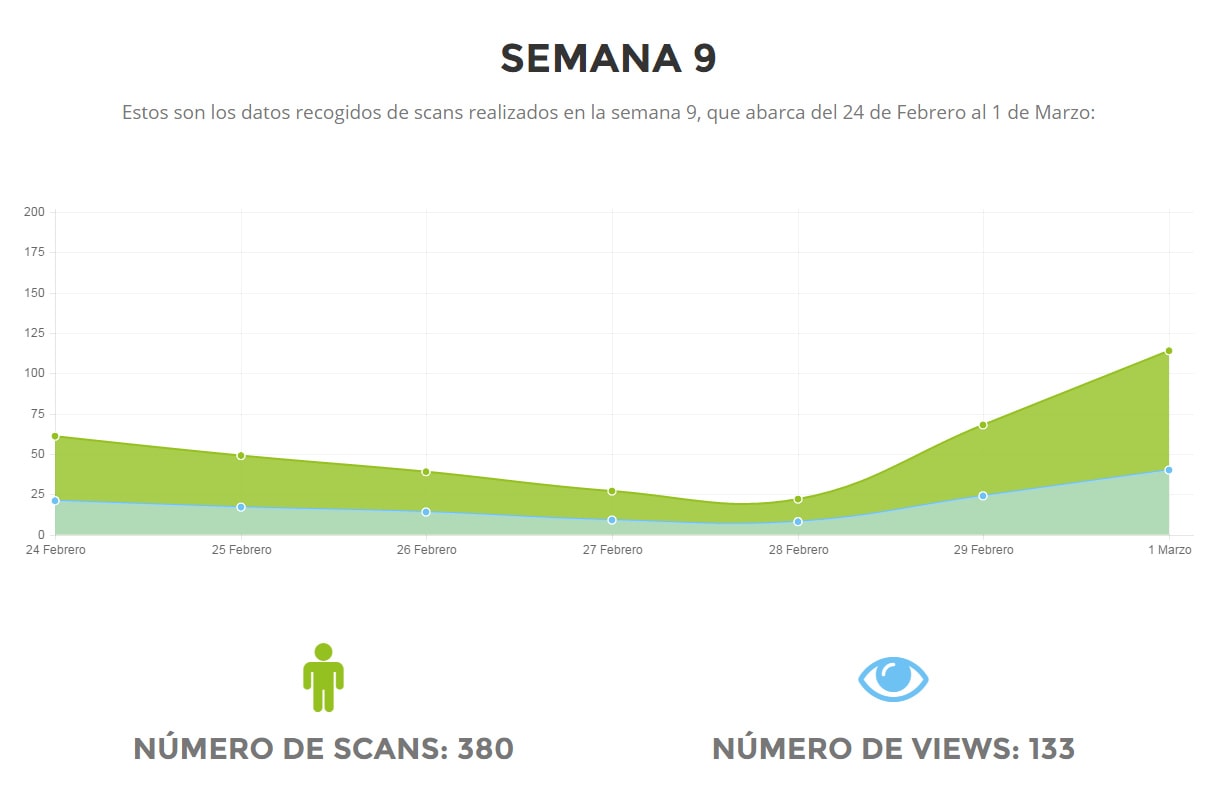 SEMANA 9
Estos son los datos recogidos de scans realizados en la semana 9, que abarca del 24 de Febrero al 1 de Marzo:
200
175
150
125
100
75
50
25
0
24 Febrero 25 Febrero 26 Febrero 27 Febrero 28 Febrero 29 Febrero 1 Marzo
NÚMERO DE SCANS: 380 NÚMERO DE VIEWS: 133